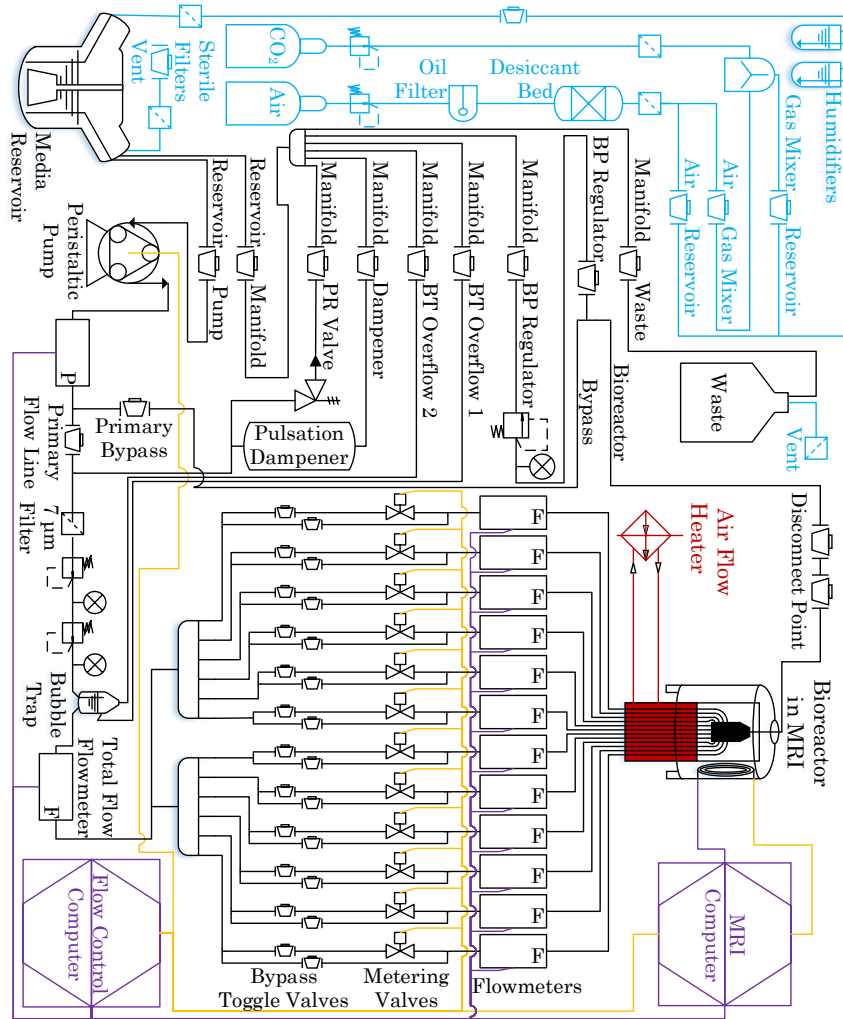 CO2
Air
Sterile
Filters
Vent
Oil
Filter
Desiccant
Bed
Humidifiers
Gas Mixer
Reservoir
Air
Gas Mixer
Air
Reservoir
Media
Reservoir
Reservoir
Pump
Reservoir
Manifold
Manifold
PR Valve
Manifold
Dampener
Manifold
BT Overflow 2
Manifold
BT Overflow 1
Manifold
BP Regulator
BP Regulator
Bioreactor
Bypass
Manifold
Waste
Waste
Vent
Peristaltic
Pump
P
Primary
Flow Line
Primary
Bypass
Pulsation
Dampener
7 µm
Filter
Bubble
Trap
Total Flow
Flowmeter
F
Air Flow
Heater
Disconnect Point
Bioreactor
in MRI
F
F
F
F
F
F
F
F
F
F
F
F
Bypass
Toggle Valves
Metering
Valves
Flowmeters
Flow Control
Computer
MRI
Computer